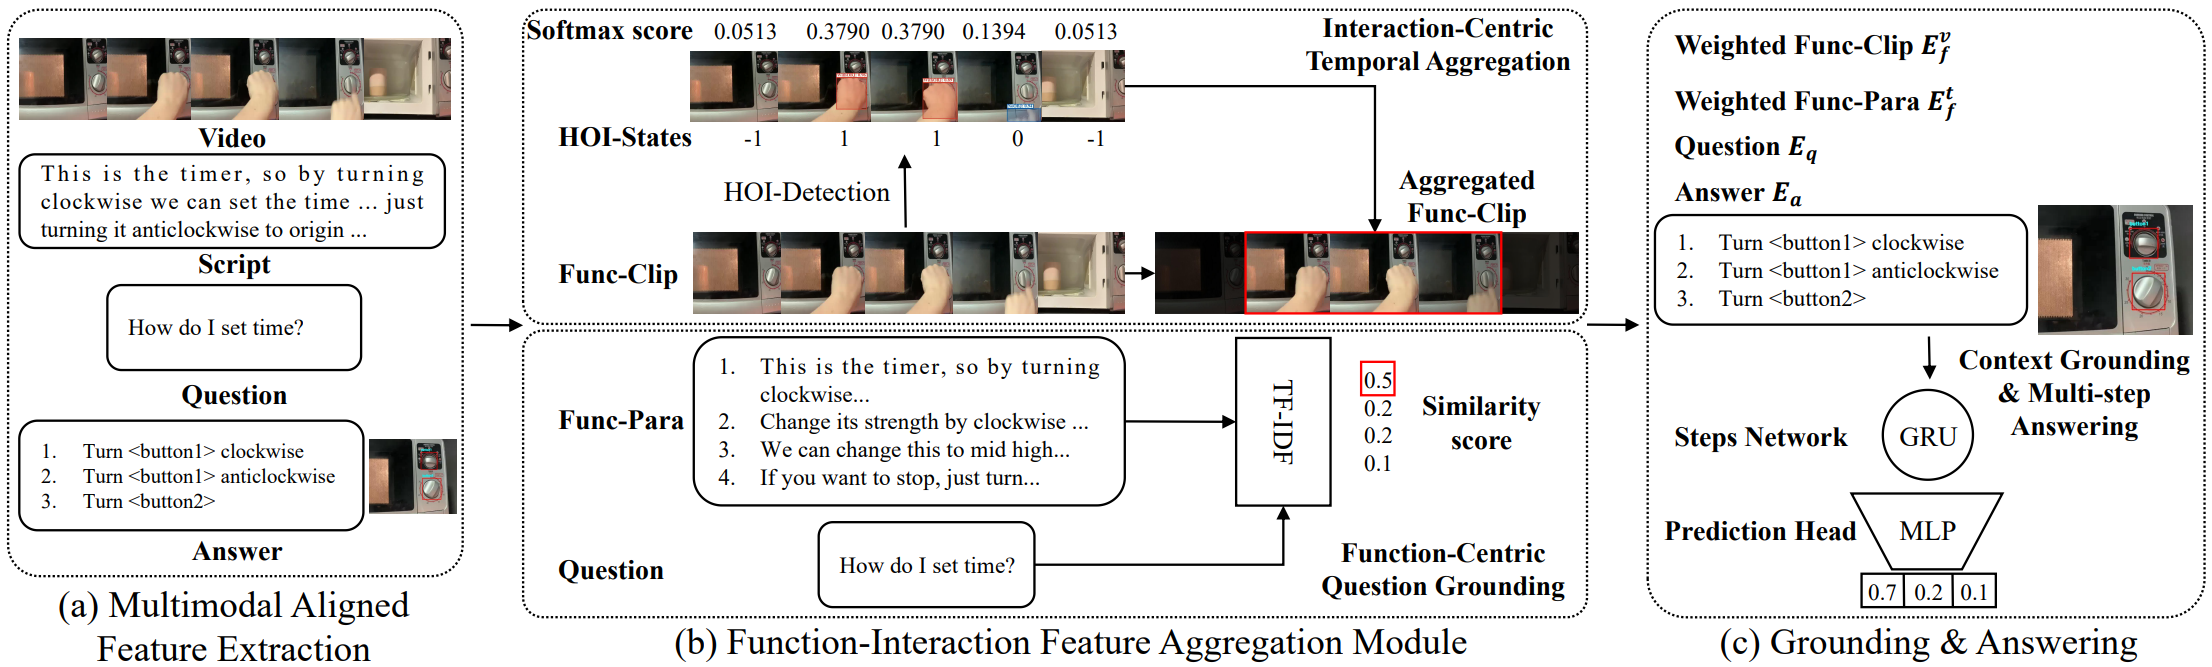 Video
This is the timer, so by turning
clockwise we can set the time ... just
turning it anticlockwise to origin ...
Script
How do I set time?
Question
1. Turn <button1> clockwise
2. Turn <button1> anticlockwise
3. Turn <button2>
Answer
(a) Multimodal Aligned
Feature Extraction
Softmax score 0.0513 0.3790 0.3790 0.1394 0.0513
Interaction-Centric
Temporal Aggregation
HOI-States -1 1 1 0 -1
HOI-Detection
Aggregated
Func-Clip
Func-Clip
Func-Para
1. This is the timer, so by turning
clockwise...
2. Change its strength by clockwise ...
3. We can change this to mid high...
4. If you want to stop, just turn...
TF-IDF
0.5
0.2
0.2
0.1
Similarity
score
Question
How do I set time?
Function-Centric
Question Grounding
(b) Function-Interaction Feature Aggregation Module
Weighted Func-Clip E_f^v
Weighted Func-Para E_f^t
Question E_q
Answer E_a
1. Turn <button1> clockwise
2. Turn <button1> anticlockwise
3. Turn <button2>
Context Grounding
& Multi-step
Answering
Steps Network
GRU
Prediction Head
MLP
0.7 0.2 0.1
(c) Grounding & Answering